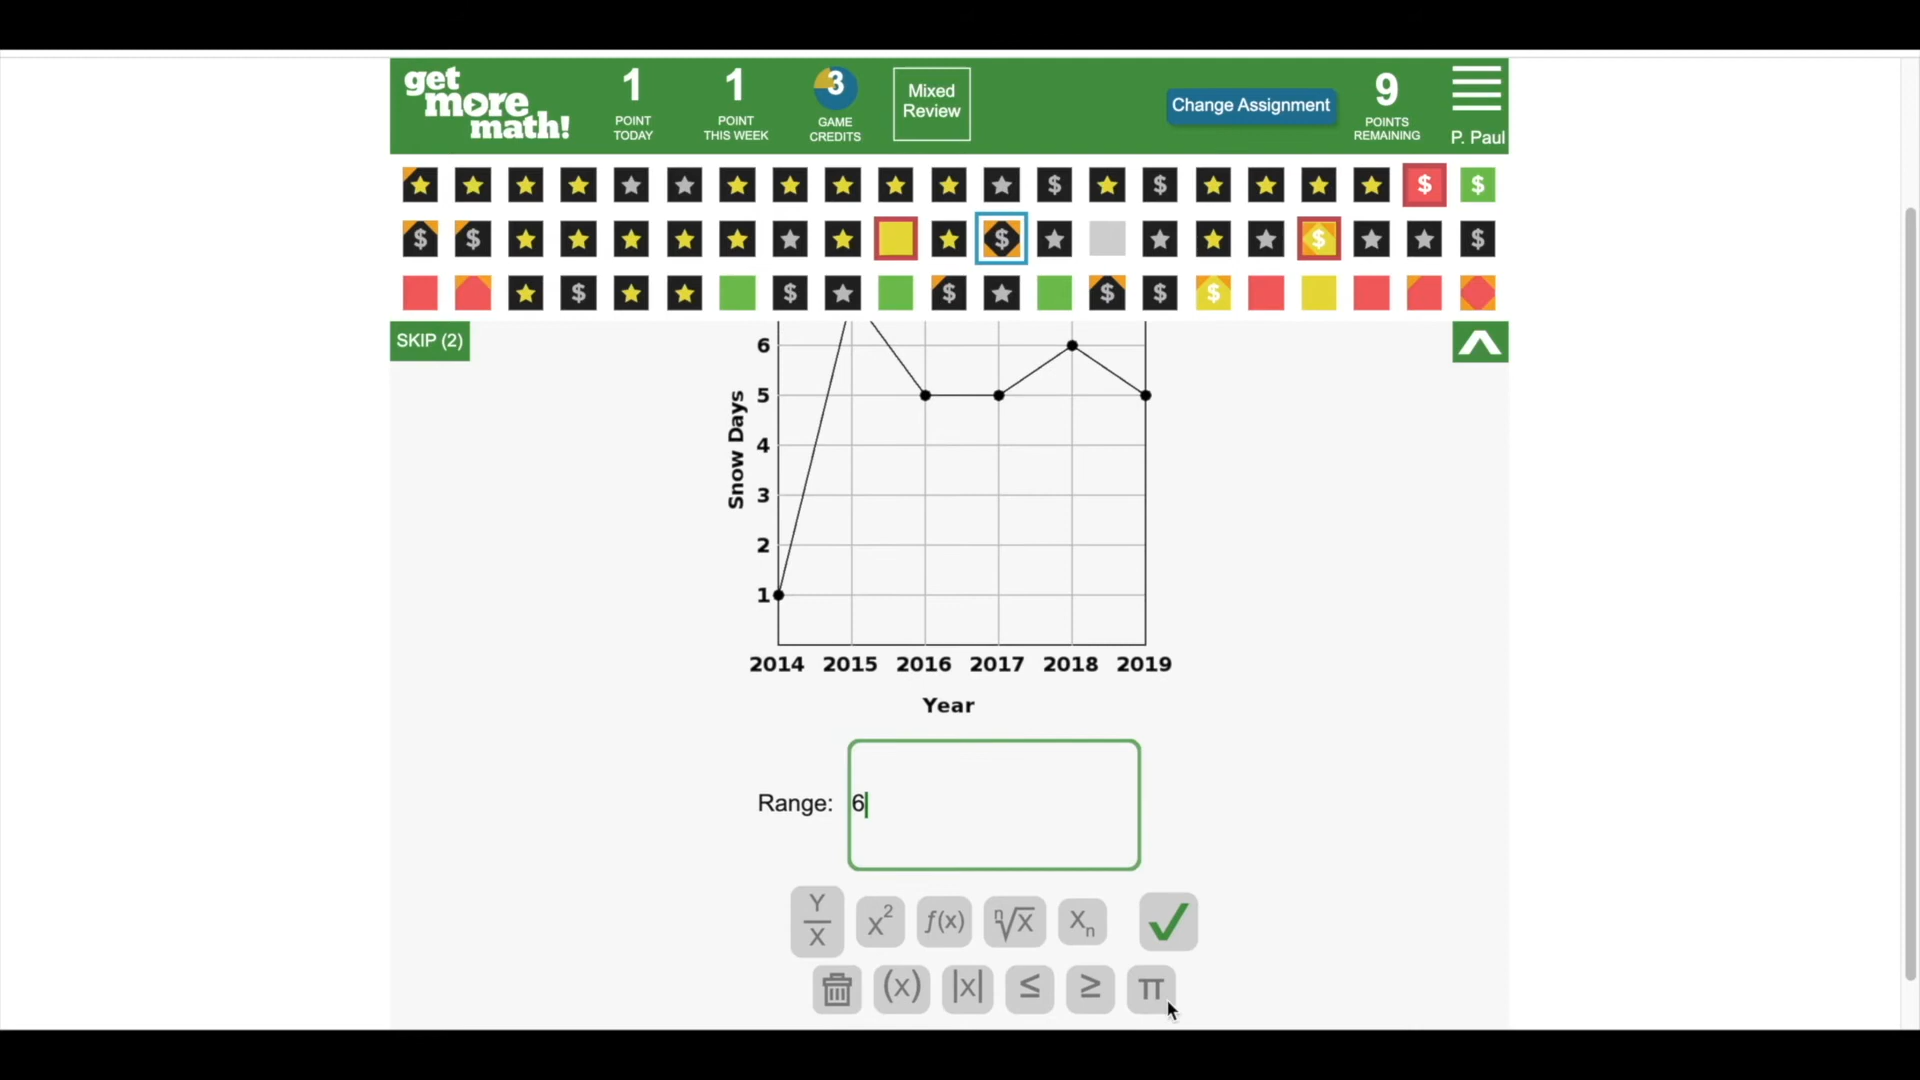 get
more
math!
1
POINT
TODAY
1
POINT
THIS WEEK
3
GAME
CREDITS
Mixed
Review
Change Assignment
9
POINTS
REMAINING
P. Paul
$ $ $ $
$ $ $ $ $
$ $ $ $ $ $
SKIP (2)
6
5
4
3
2
1
Snow Days
2014 2015 2016 2017 2018 2019
Year
Range: 6
Y
X
x²
f(x)
ⁿ√x
Xₙ
(x) |x| ≤ ≥ π